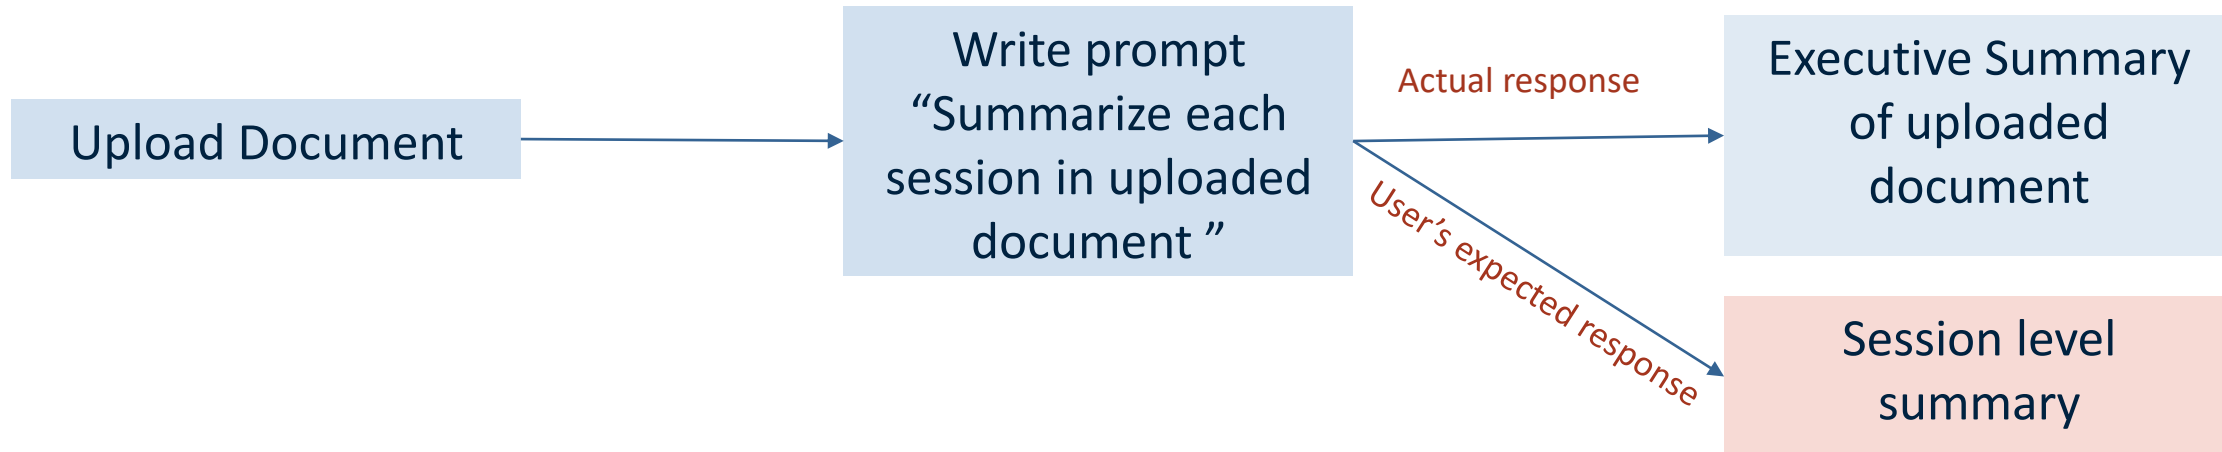 Upload Document
Write prompt
“Summarize each
session in uploaded
document ”
Actual response
User’s expected response
Executive Summary
of uploaded
document
Session level
summary